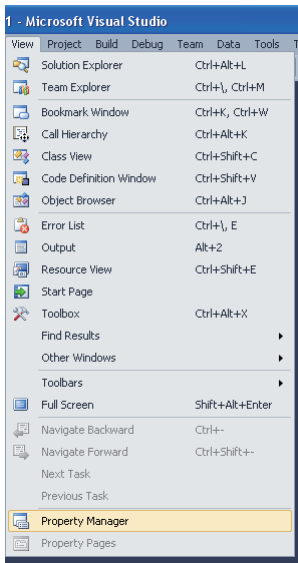 1 - Microsoft Visual Studio
View Project Build Debug Team Data Tools
Solution Explorer Ctrl+Alt+L
Team Explorer Ctrl+\, Ctrl+M
Bookmark Window Ctrl+K, Ctrl+W
Call Hierarchy Ctrl+Alt+K
Class View Ctrl+Shift+C
Code Definition Window Ctrl+Shift+V
Object Browser Ctrl+Alt+J
Error List Ctrl+\, E
Output Alt+2
Resource View Ctrl+Shift+E
Start Page
Toolbox Ctrl+Alt+X
Find Results
Other Windows
Toolbars
Full Screen Shift+Alt+Enter
Navigate Backward Ctrl+-
Navigate Forward Ctrl+Shift+-
Next Task
Previous Task
Property Manager
Property Pages